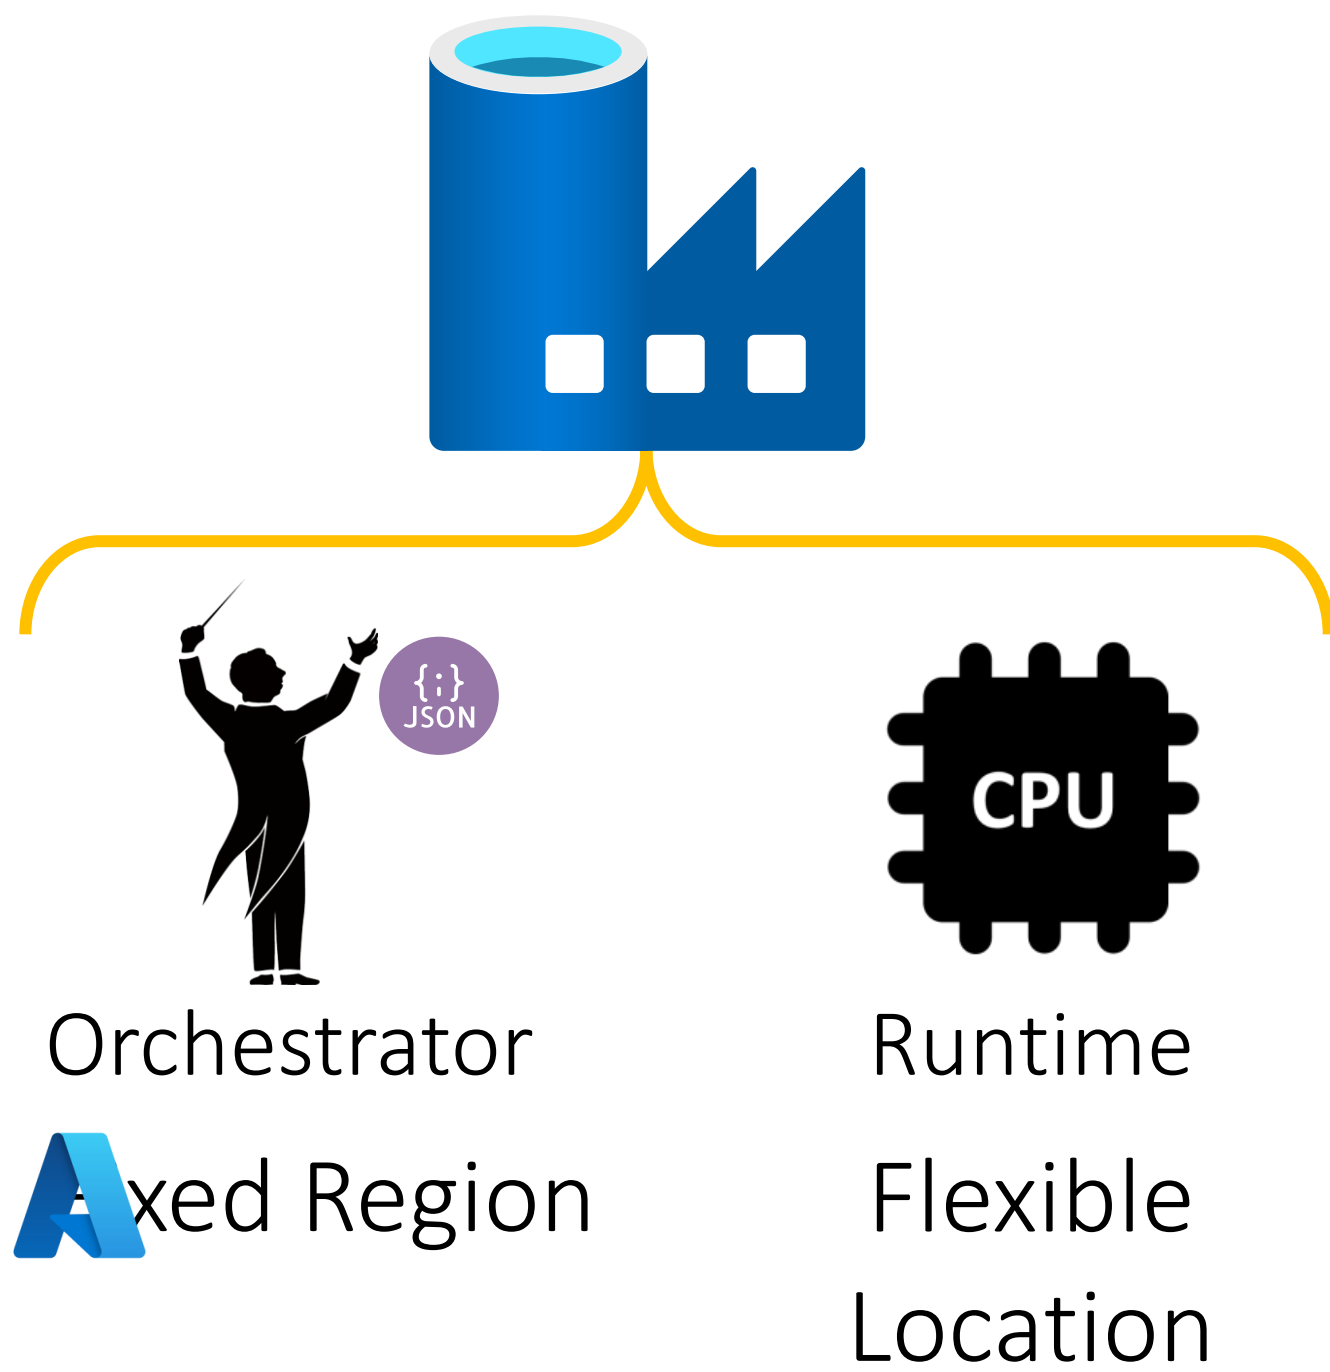 {;}
JSON
CPU
Orchestrator
Runtime
xed Region
Flexible
Location